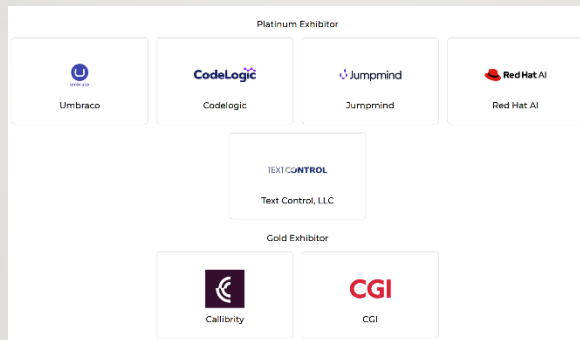 Platinum Exhibitor
umbraco
CodeLogic
Jumpmind
Red Hat AI
Umbraco
Codelogic
Jumpmind
Red Hat AI
TEXTCONTROL
Text Control, LLC
Gold Exhibitor
CGI
Callibrity
CGI